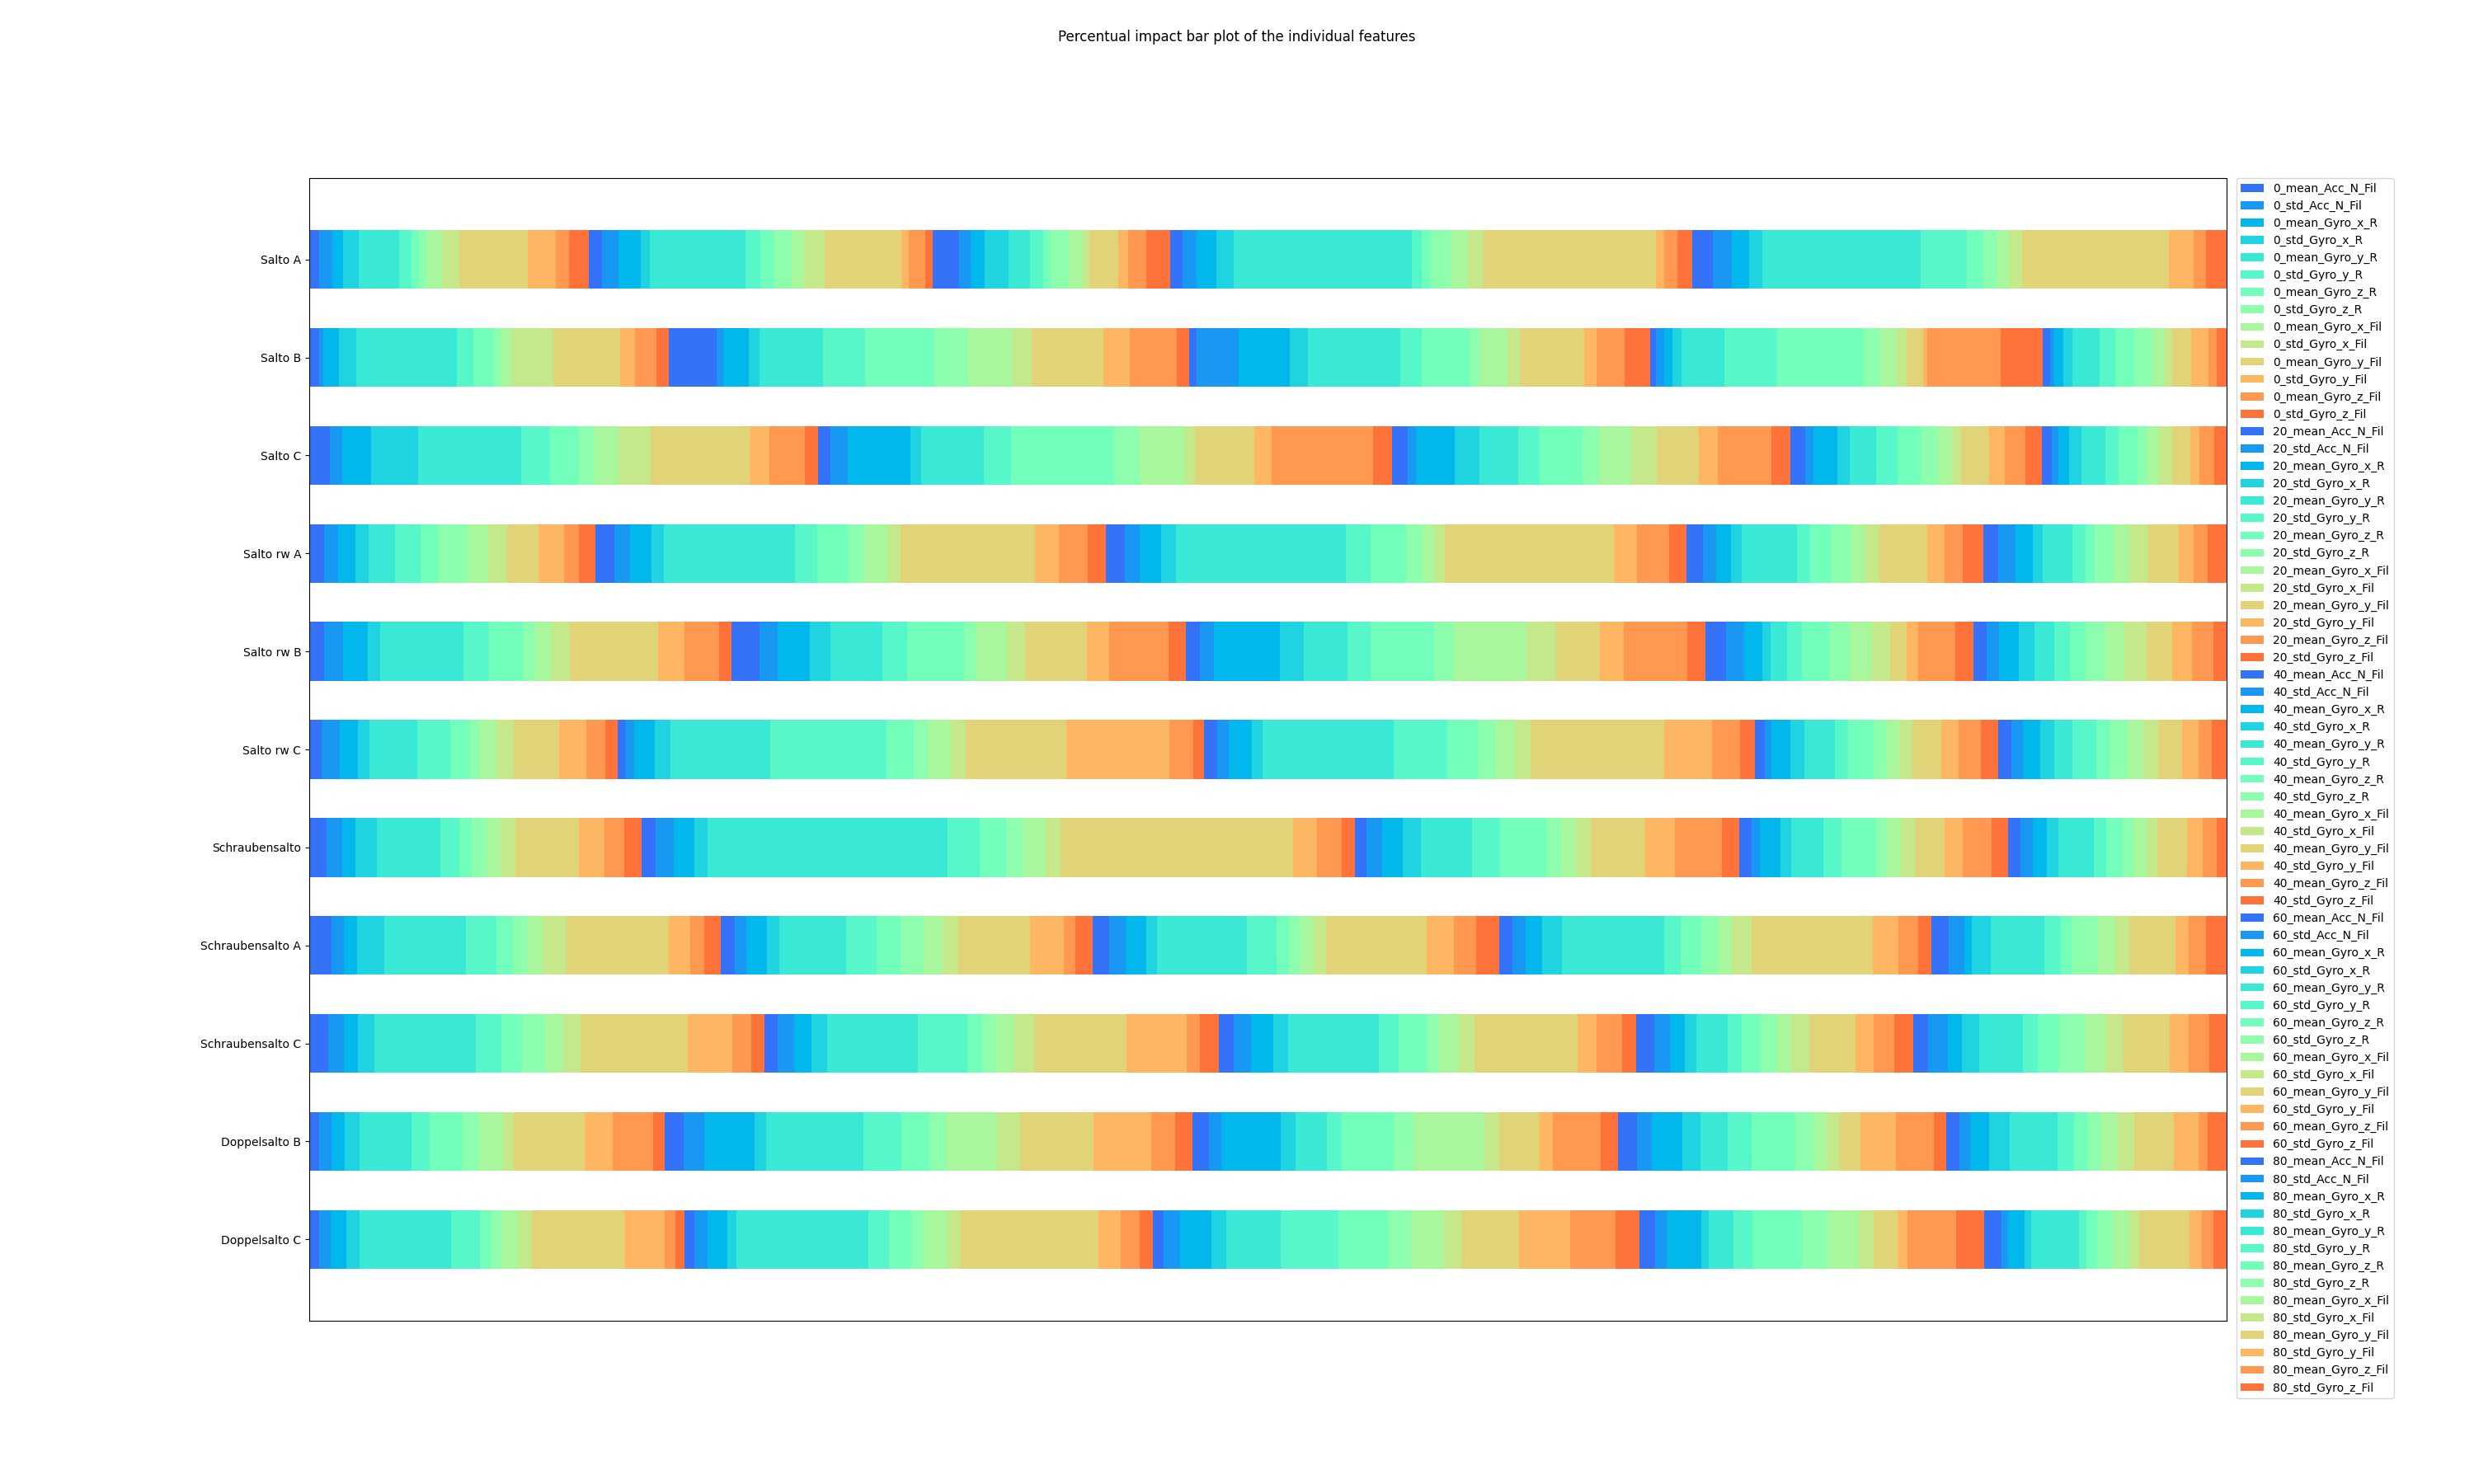 Percentual impact bar plot of the individual features
Salto A
Salto B
Salto C
Salto rw A
Salto rw B
Salto rw C
Schraubensalto
Schraubensalto A
Schraubensalto C
Doppelsalto B
Doppelsalto C
0_mean_Acc_N_Fil
0_std_Acc_N_Fil
0_mean_Gyro_x_R
0_std_Gyro_x_R
0_mean_Gyro_y_R
0_std_Gyro_y_R
0_mean_Gyro_z_R
0_std_Gyro_z_R
0_mean_Gyro_x_Fil
0_std_Gyro_x_Fil
0_mean_Gyro_y_Fil
0_std_Gyro_y_Fil
0_mean_Gyro_z_Fil
0_std_Gyro_z_Fil
20_mean_Acc_N_Fil
20_std_Acc_N_Fil
20_mean_Gyro_x_R
20_std_Gyro_x_R
20_mean_Gyro_y_R
20_std_Gyro_y_R
20_mean_Gyro_z_R
20_std_Gyro_z_R
20_mean_Gyro_x_Fil
20_std_Gyro_x_Fil
20_mean_Gyro_y_Fil
20_std_Gyro_y_Fil
20_mean_Gyro_z_Fil
20_std_Gyro_z_Fil
40_mean_Acc_N_Fil
40_std_Acc_N_Fil
40_mean_Gyro_x_R
40_std_Gyro_x_R
40_mean_Gyro_y_R
40_std_Gyro_y_R
40_mean_Gyro_z_R
40_std_Gyro_z_R
40_mean_Gyro_x_Fil
40_std_Gyro_x_Fil
40_mean_Gyro_y_Fil
40_std_Gyro_y_Fil
40_mean_Gyro_z_Fil
40_std_Gyro_z_Fil
60_mean_Acc_N_Fil
60_std_Acc_N_Fil
60_mean_Gyro_x_R
60_std_Gyro_x_R
60_mean_Gyro_y_R
60_std_Gyro_y_R
60_mean_Gyro_z_R
60_std_Gyro_z_R
60_mean_Gyro_x_Fil
60_std_Gyro_x_Fil
60_mean_Gyro_y_Fil
60_std_Gyro_y_Fil
60_mean_Gyro_z_Fil
60_std_Gyro_z_Fil
80_mean_Acc_N_Fil
80_std_Acc_N_Fil
80_mean_Gyro_x_R
80_std_Gyro_x_R
80_mean_Gyro_y_R
80_std_Gyro_y_R
80_mean_Gyro_z_R
80_std_Gyro_z_R
80_mean_Gyro_x_Fil
80_std_Gyro_x_Fil
80_mean_Gyro_y_Fil
80_std_Gyro_y_Fil
80_mean_Gyro_z_Fil
80_std_Gyro_z_Fil